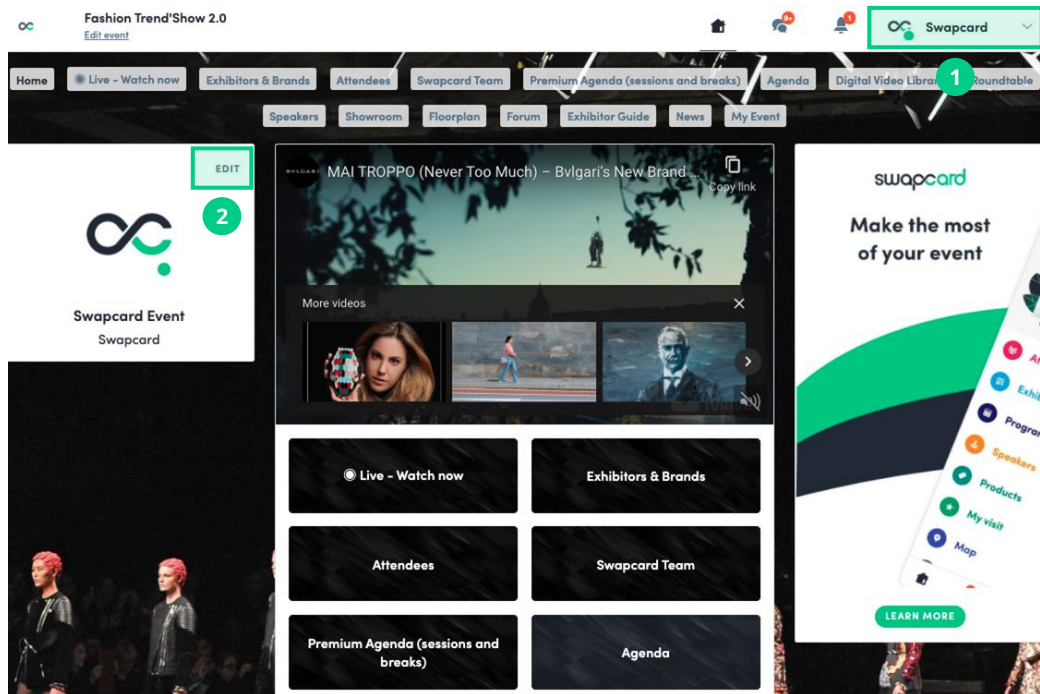 Fashion Trend'Show 2.0
Edit event
9+
1
Swapcard
1
Home
Live - Watch now
Exhibitors & Brands
Attendees
Swapcard Team
Premium Agenda (sessions and breaks)
Agenda
Digital Video
Roundtable
Speakers
Showroom
Floorplan
Forum
Exhibitor Guide
News
My Event
EDIT
2
Swapcard Event
Swapcard
BVLGARI
MAI TROPPO (Never Too Much) – Bvlgari's New Brand ...
Copy link
More videos
Live - Watch now
Exhibitors & Brands
Attendees
Swapcard Team
Premium Agenda (sessions and
breaks)
Agenda
swapcard
Make the most
of your event
Speakers
Products
My visit
Map
LEARN MORE